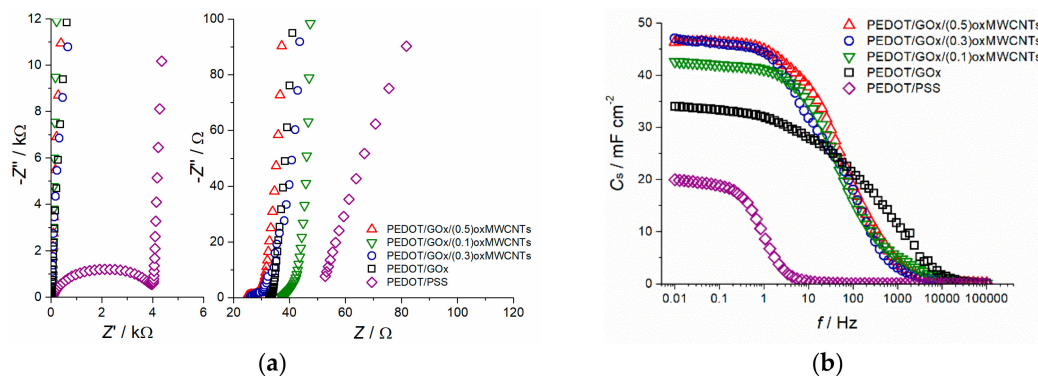 12
10
8
6
4
2
0
0
2
4
6
-Z'' / kΩ
Z' / kΩ
100
80
60
40
20
0
20
40
60
80
100
120
-Z'' / Ω
Z / Ω
PEDOT/GOx/(0.5)oxMWCNTs
PEDOT/GOx/(0.1)oxMWCNTs
PEDOT/GOx/(0.3)oxMWCNTs
PEDOT/GOx
PEDOT/PSS
(a)
50
40
30
20
10
0
0.01
0.1
1
10
100
1000
10000
100000
Cs / mF cm-2
f / Hz
PEDOT/GOx/(0.5)oxMWCNTs
PEDOT/GOx/(0.3)oxMWCNTs
PEDOT/GOx/(0.1)oxMWCNTs
PEDOT/GOx
PEDOT/PSS
(b)